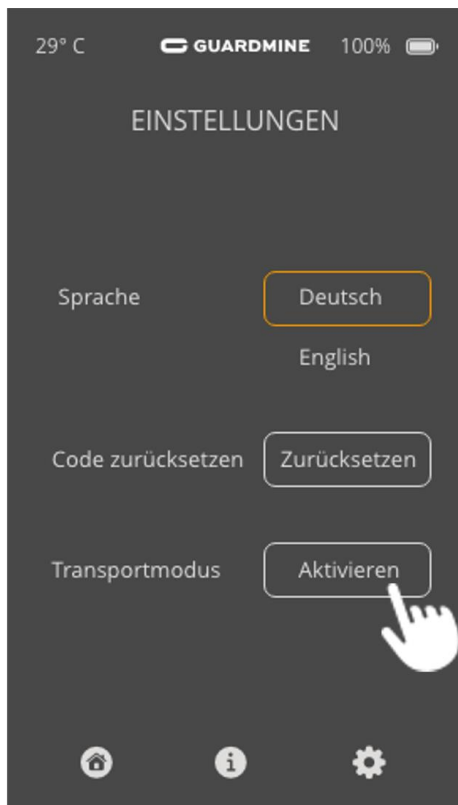 29° C GUARDMINE 100%
EINSTELLUNGEN
Sprache Deutsch
English
Code zurücksetzen Zurücksetzen
Transportmodus Aktivieren